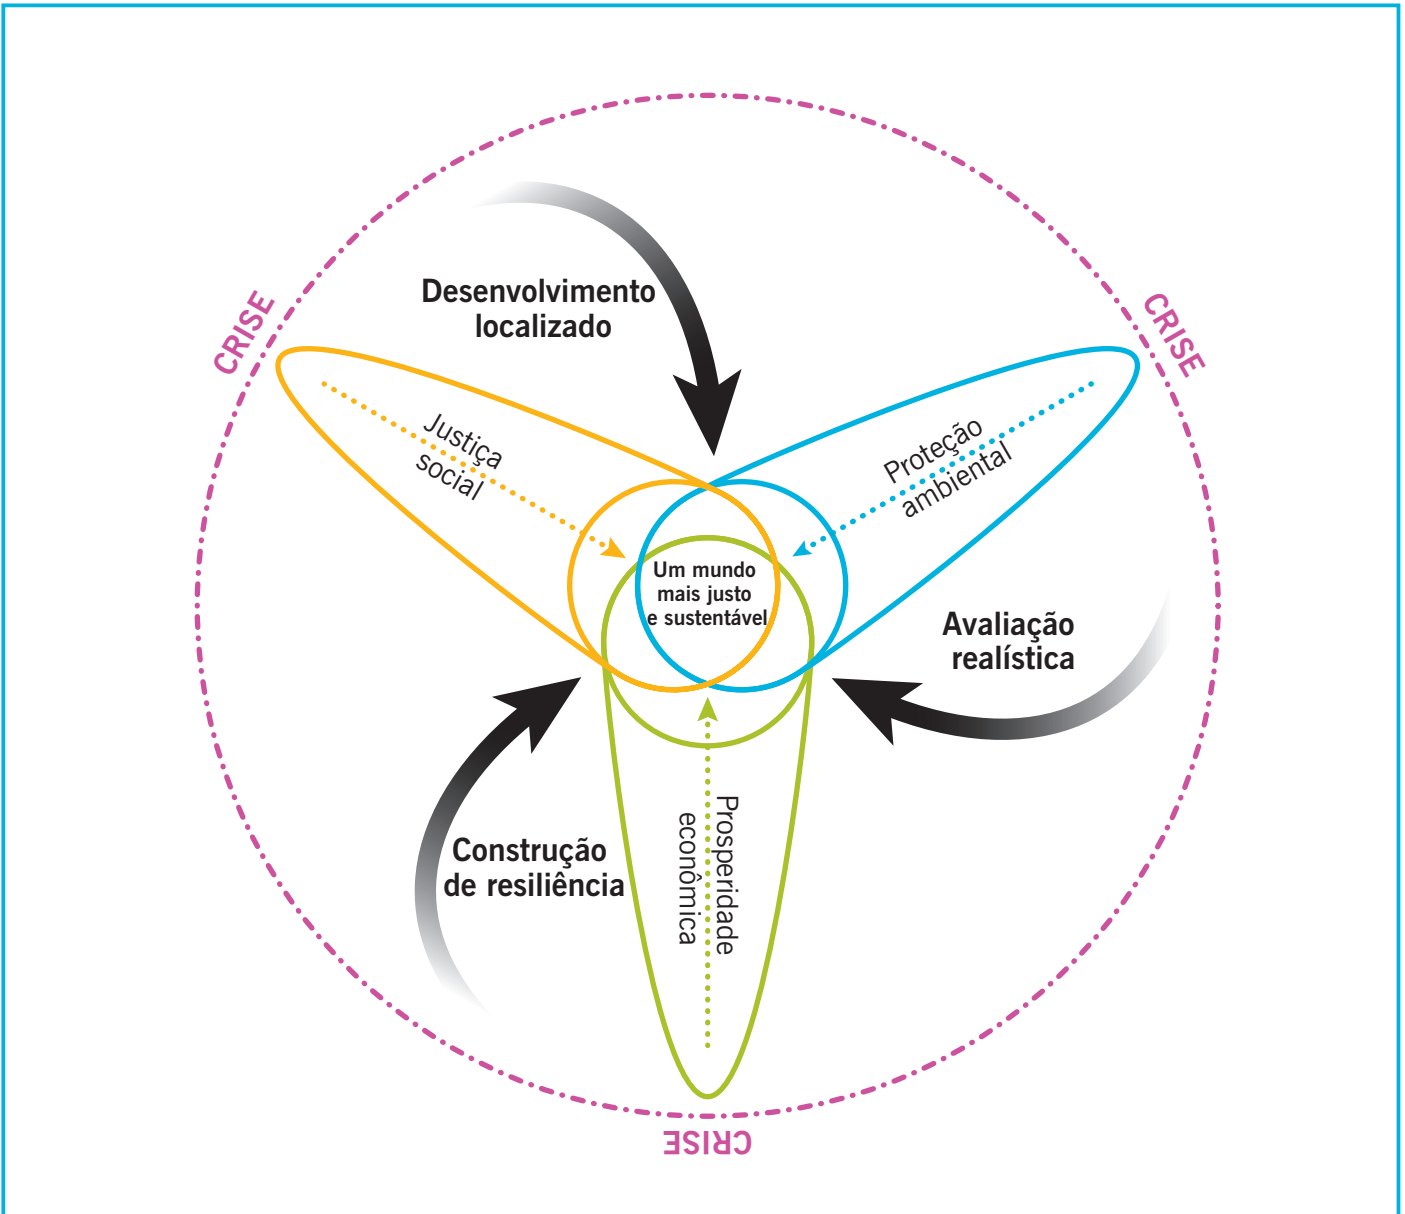 CRISE
CRISE
Desenvolvimento
localizado
Justiça
social
Proteção
ambiental
Um mundo
mais justo
e sustentável
Avaliação
realística
Construção
de resiliência
Prosperidade
econômica
CRISE